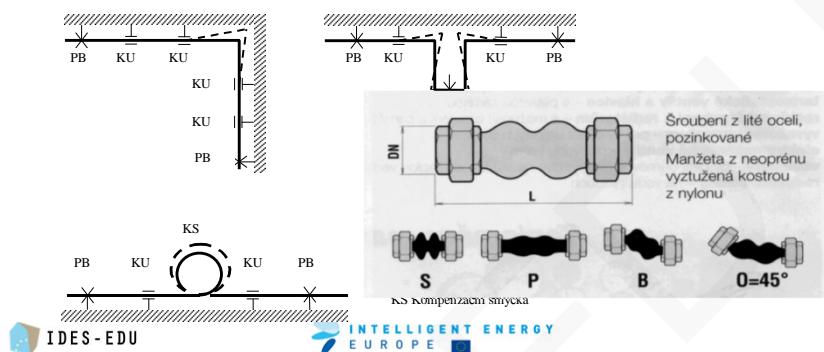 PB KU KU
KU
KU
PB
PB KU KU PB
DN
L
Šroubení z lité oceli,
pozinkované
Manžeta z neoprénu
vyztužená kostrou
z nylonu
S P B O=45°
KS
PB KU KU PB
KS Kompenzační smyčka
IDES-EDU
INTELLIGENT ENERGY
EUROPE